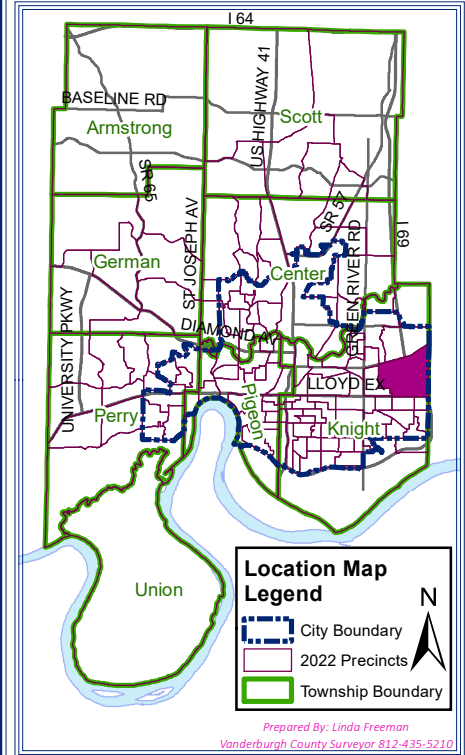 I 64
US HIGHWAY 41
BASELINE RD
Scott
Armstrong
SR 65
ST JOSEPH AV
SR 57
GREEN RIVER RD
I 69
German
Center
UNIVERSITY PKWY
DIAMOND AV
LLOYD EX
Perry
Pigeon
Knight
Union
Location Map
Legend
N
City Boundary
2022 Precincts
Township Boundary
Prepared By: Linda Freeman
Vanderburgh County Surveyor 812-435-5210